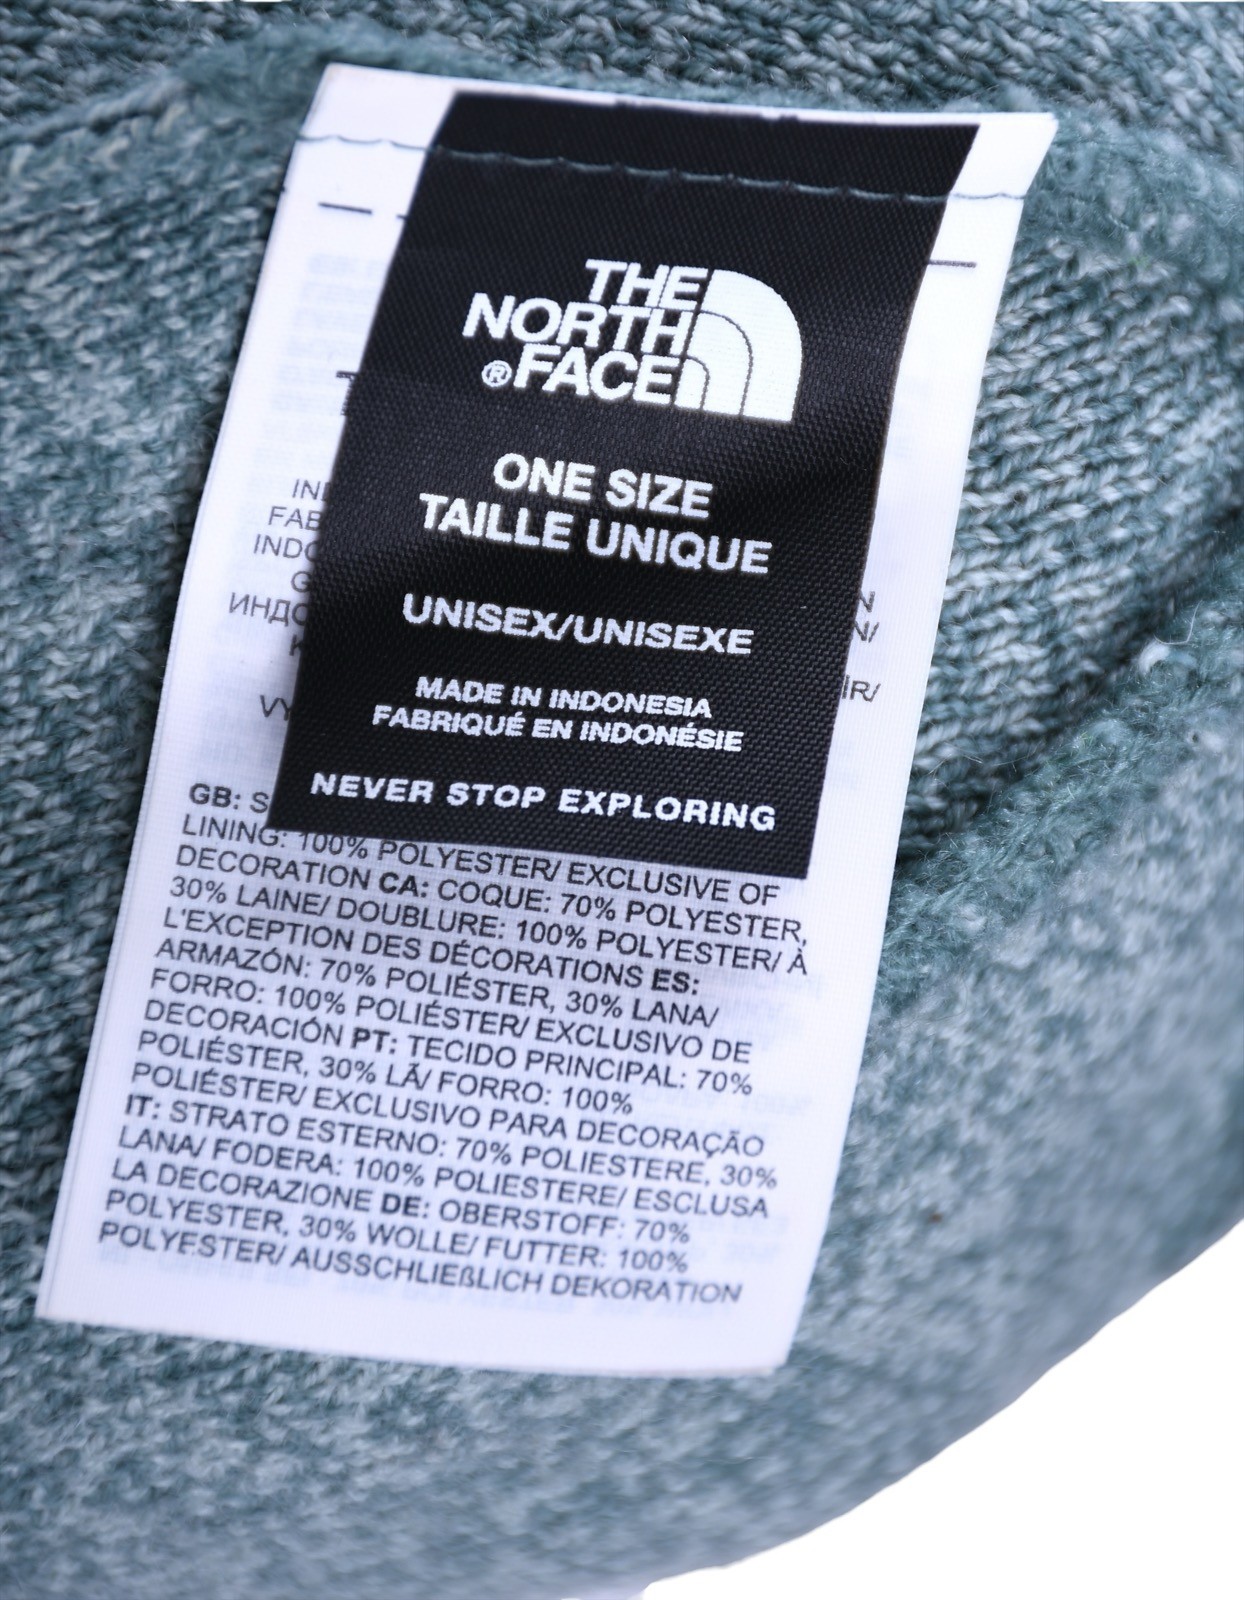 THE
NORTH
®FACE
ONE SIZE
TAILLE UNIQUE
UNISEX/UNISEXE
MADE IN INDONESIA
FABRIQUÉ EN INDONÉSIE
NEVER STOP EXPLORING
GB:
LINING: 100% POLYESTER/ EXCLUSIVE OF
DECORATION CA: COQUE: 70% POLYESTER,
30% LAINE/ DOUBLURE: 100% POLYESTER/ À
L'EXCEPTION DES DÉCORATIONS ES:
ARMAZÓN: 70% POLIÉSTER, 30% LANA/
FORRO: 100% POLIÉSTER/ EXCLUSIVO DE
DECORACIÓN PT: TECIDO PRINCIPAL: 70%
POLIÉSTER, 30% LÃ/ FORRO: 100%
POLIÉSTER/ EXCLUSIVO PARA DECORAÇÃO
IT: STRATO ESTERNO: 70% POLIESTERE, 30%
LANA/ FODERA: 100% POLIESTERE/ ESCLUSA
LA DECORAZIONE DE: OBERSTOFF: 70%
POLYESTER, 30% WOLLE/ FUTTER: 100%
POLYESTER/ AUSSCHLIEßLICH DEKORATION